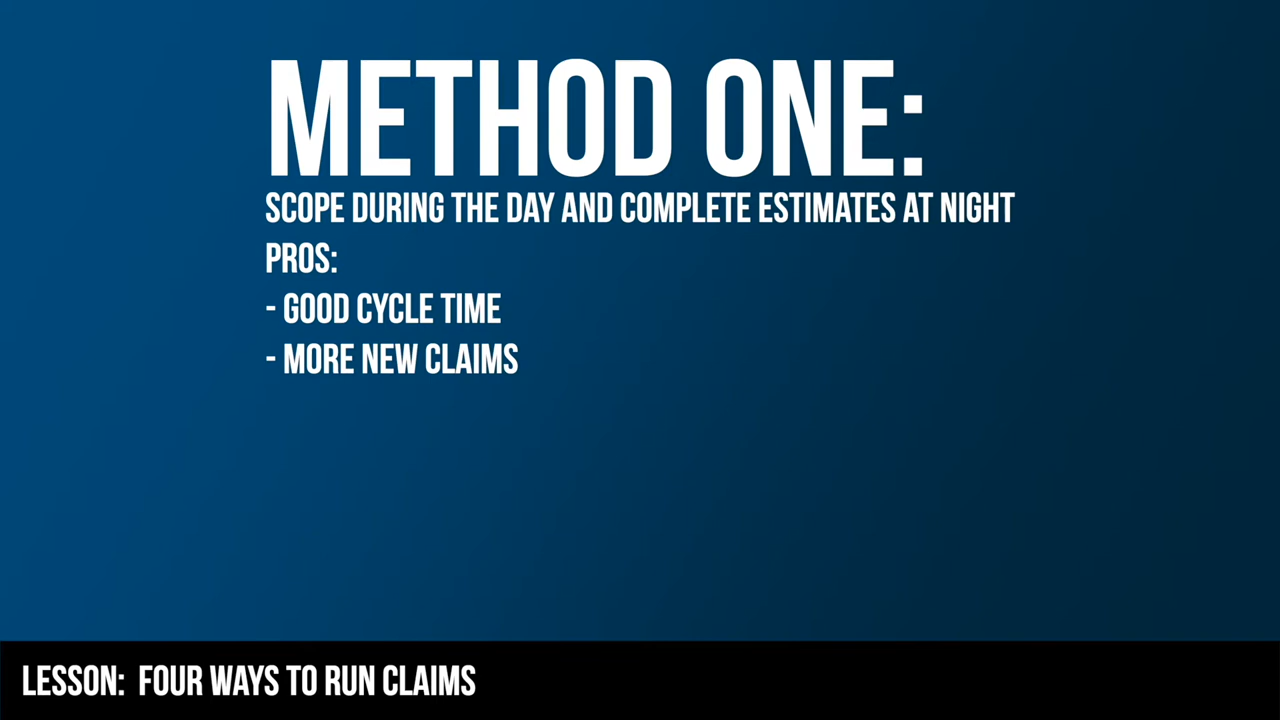 METHOD ONE:
SCOPE DURING THE DAY AND COMPLETE ESTIMATES AT NIGHT
PROS:
- GOOD CYCLE TIME
- MORE NEW CLAIMS
LESSON: FOUR WAYS TO RUN CLAIMS